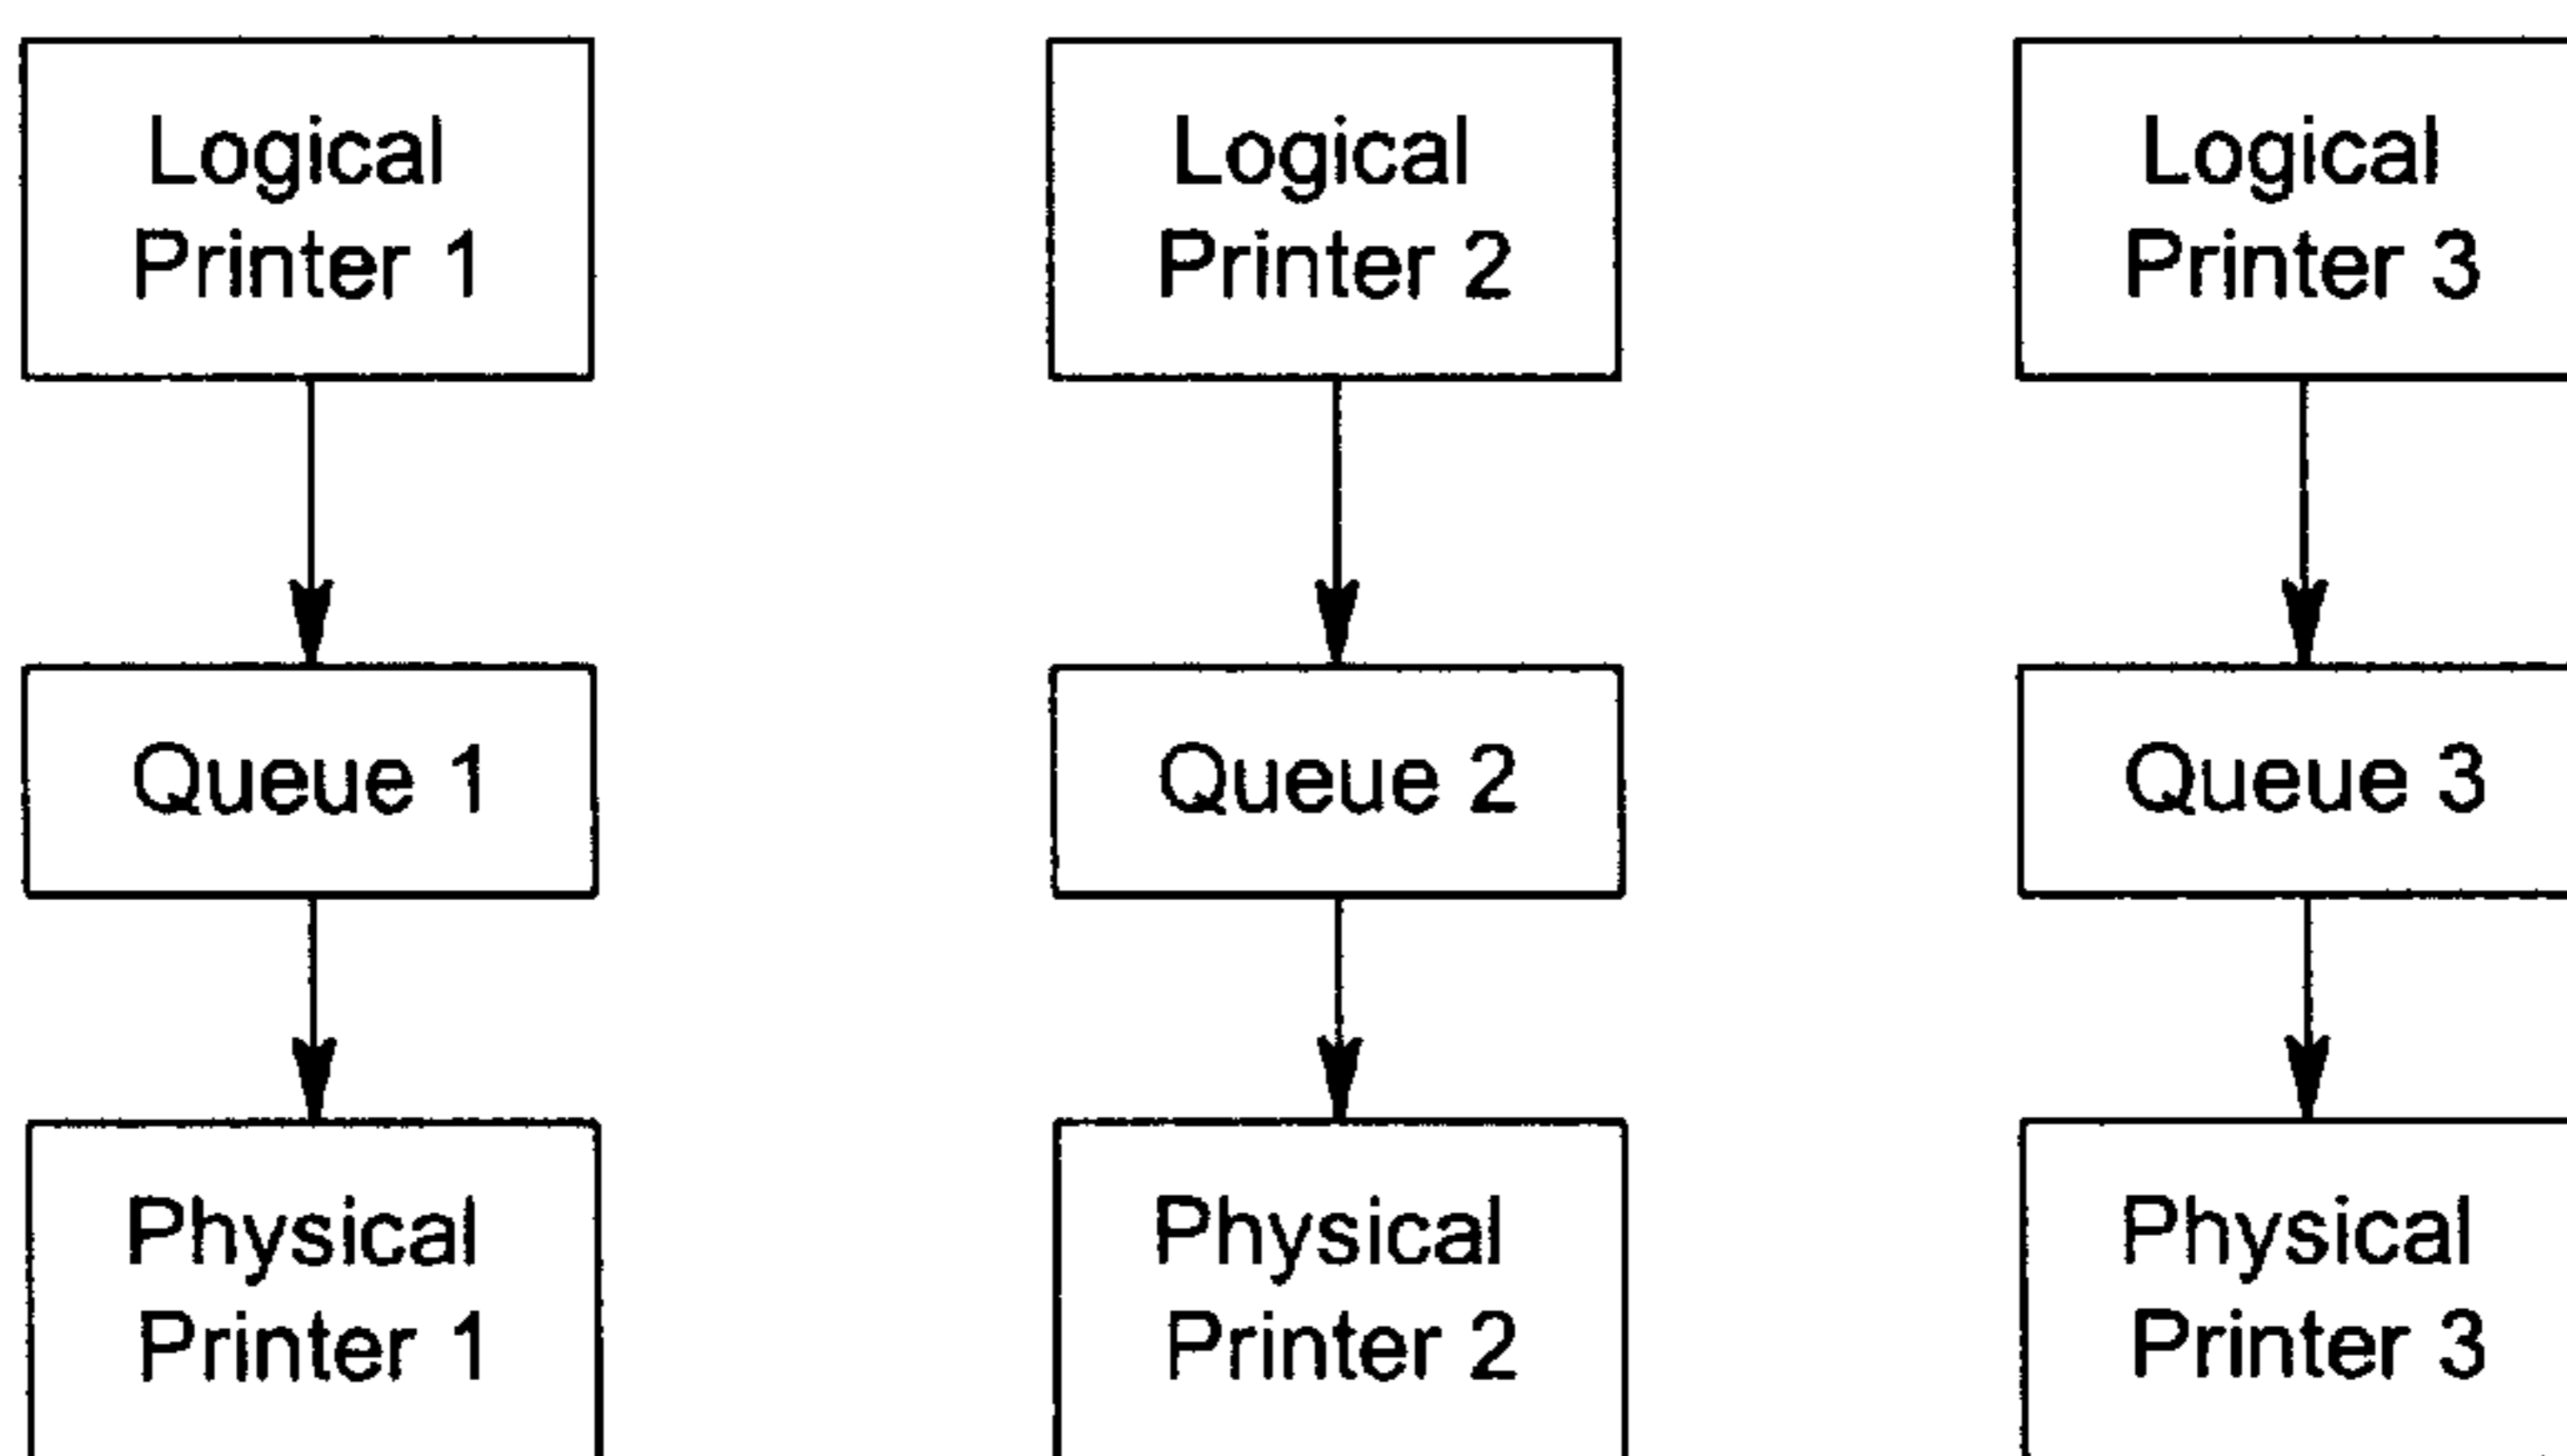 Logical
Printer 1
Logical
Printer 2
Logical
Printer 3
Queue 1
Queue 2
Queue 3
Physical
Printer 1
Physical
Printer 2
Physical
Printer 3